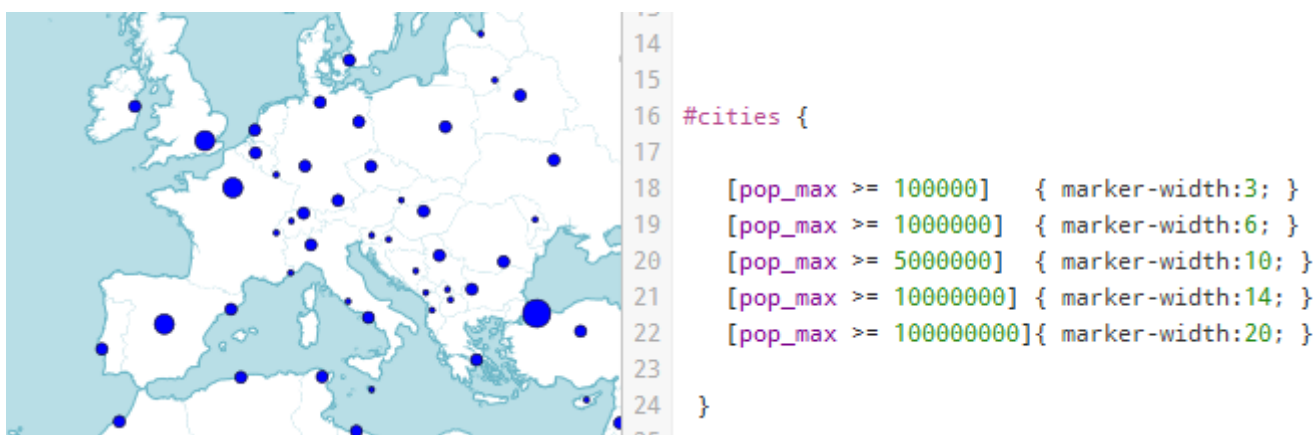 14
15
16 #cities {
17
18 [pop_max >= 100000] { marker-width:3; }
19 [pop_max >= 1000000] { marker-width:6; }
20 [pop_max >= 5000000] { marker-width:10; }
21 [pop_max >= 10000000] { marker-width:14; }
22 [pop_max >= 100000000]{ marker-width:20; }
23
24 }